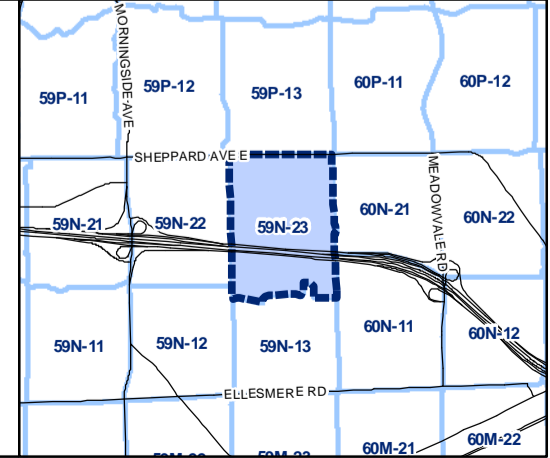 MORNINGSIDE AVE
59P-11
59P-12
59P-13
60P-11
60P-12
SHEPPARD AVE E
MEADOWVALE RD
59N-21
59N-22
59N-23
60N-21
60N-22
59N-11
59N-12
59N-13
60N-11
60N-12
ELLESMERE RD
60M-21
60M-22